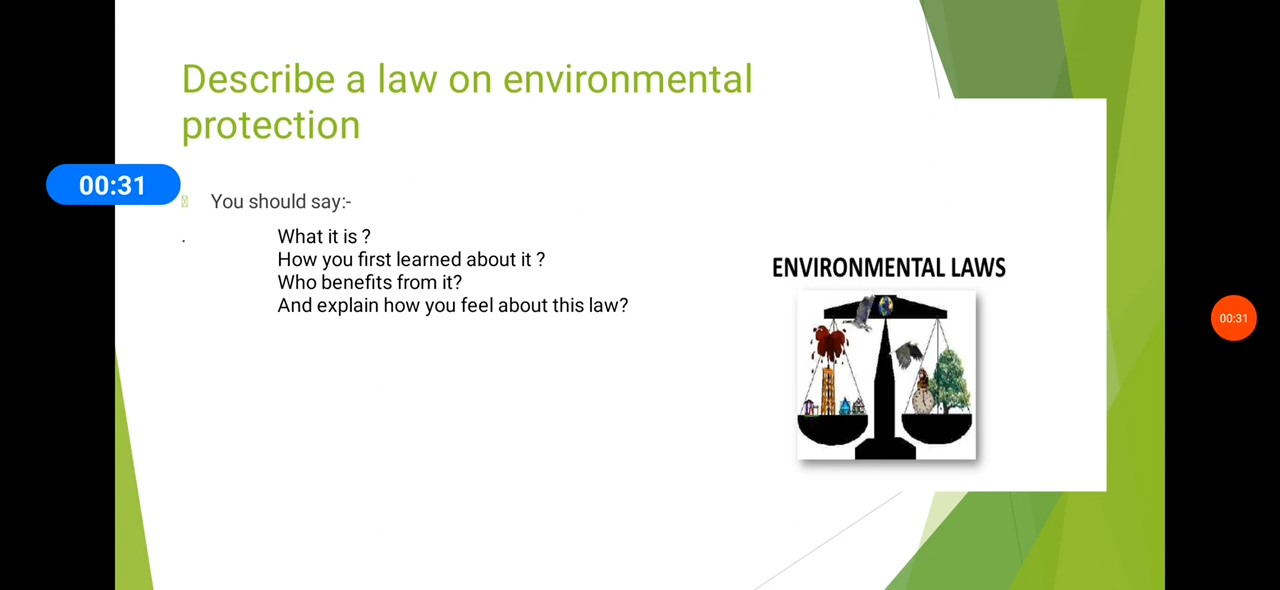 Describe a law on environmental
protection
00:31
You should say:-
.
What it is ?
How you first learned about it ?
Who benefits from it?
And explain how you feel about this law?
ENVIRONMENTAL LAWS
00:31